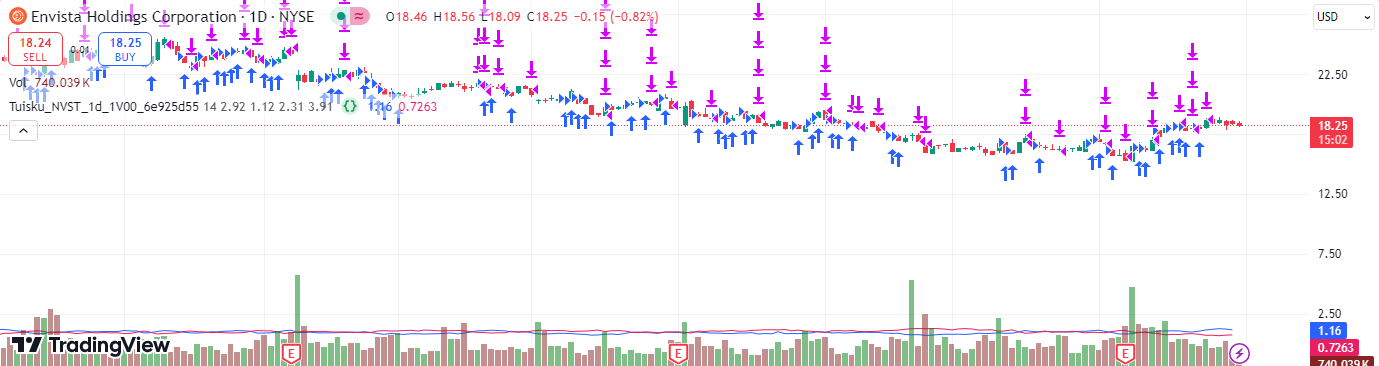 Envista Holdings Corporation · 1D · NYSE O18.46 H18.56 L18.09 C18.25 −0.15 (−0.82%)
USD
18.24 SELL
0.01
18.25 BUY
Vol 740.039 K
Tuisku_NVST_1d_1V00_6e925d55 14 2.92 1.12 2.31 3.91 1.16 0.7263
22.50
18.25
15:02
12.50
7.50
2.50
1.16
0.7263
740.039 K
E
E
E
TradingView